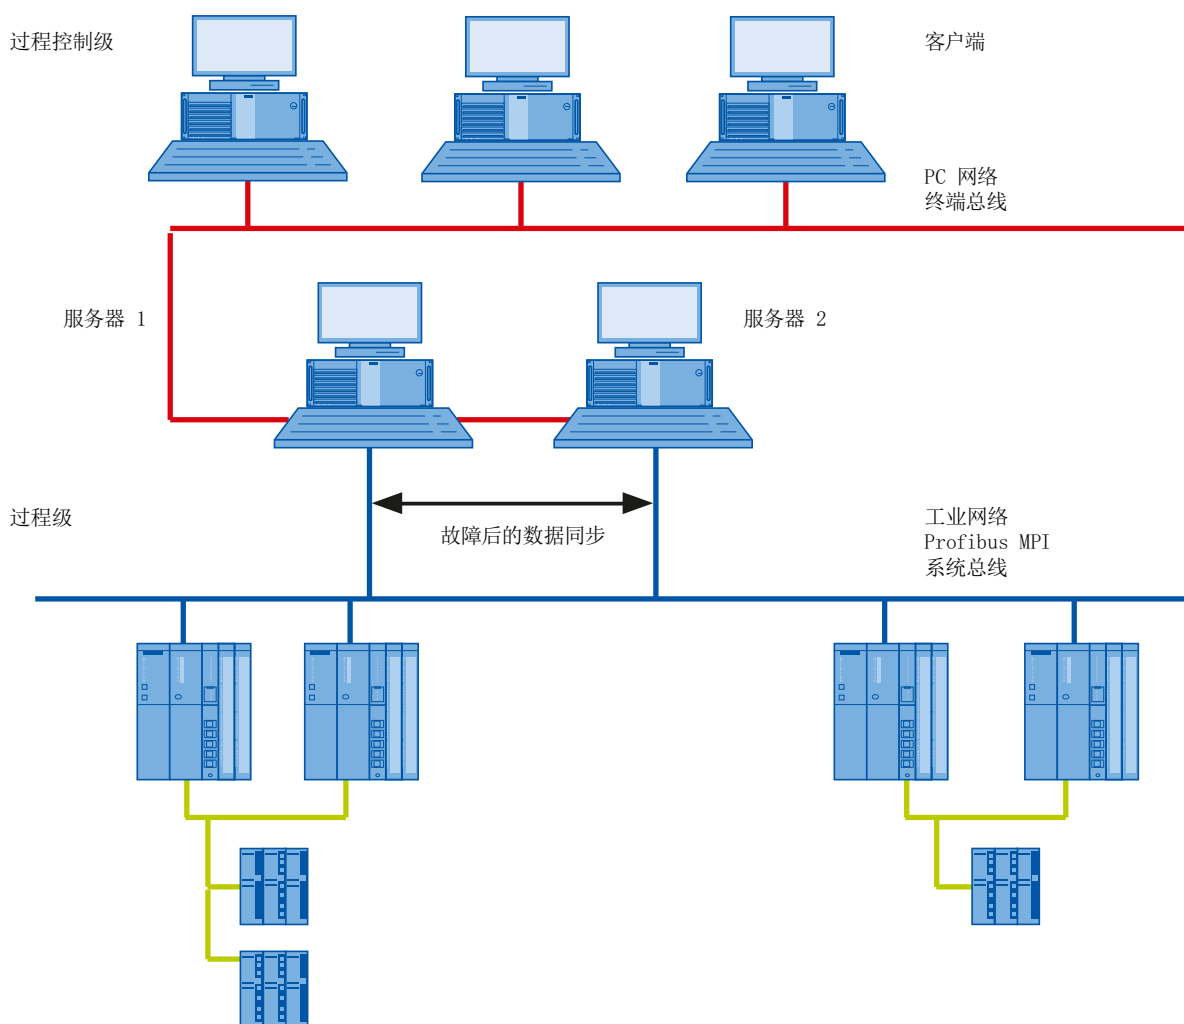 过程控制级
客户端
PC 网络
终端总线
服务器 1
服务器 2
故障后的数据同步
过程级
工业网络
Profibus MPI
系统总线